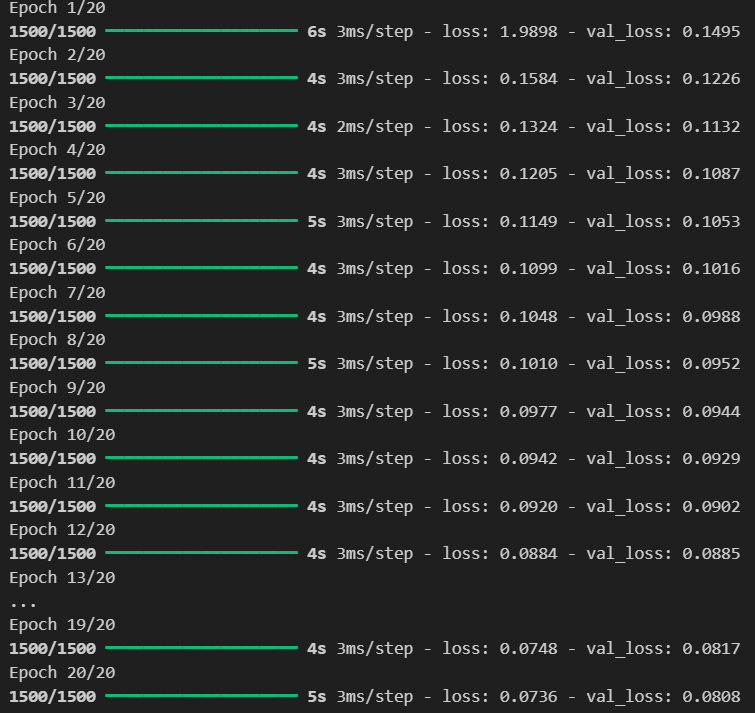 Epoch 1/20
1500/1500 ━━━━━━━━━━━━━━━━━━━━ 6s 3ms/step - loss: 1.9898 - val_loss: 0.1495
Epoch 2/20
1500/1500 ━━━━━━━━━━━━━━━━━━━━ 4s 3ms/step - loss: 0.1584 - val_loss: 0.1226
Epoch 3/20
1500/1500 ━━━━━━━━━━━━━━━━━━━━ 4s 2ms/step - loss: 0.1324 - val_loss: 0.1132
Epoch 4/20
1500/1500 ━━━━━━━━━━━━━━━━━━━━ 4s 3ms/step - loss: 0.1205 - val_loss: 0.1087
Epoch 5/20
1500/1500 ━━━━━━━━━━━━━━━━━━━━ 5s 3ms/step - loss: 0.1149 - val_loss: 0.1053
Epoch 6/20
1500/1500 ━━━━━━━━━━━━━━━━━━━━ 4s 3ms/step - loss: 0.1099 - val_loss: 0.1016
Epoch 7/20
1500/1500 ━━━━━━━━━━━━━━━━━━━━ 4s 3ms/step - loss: 0.1048 - val_loss: 0.0988
Epoch 8/20
1500/1500 ━━━━━━━━━━━━━━━━━━━━ 5s 3ms/step - loss: 0.1010 - val_loss: 0.0952
Epoch 9/20
1500/1500 ━━━━━━━━━━━━━━━━━━━━ 4s 3ms/step - loss: 0.0977 - val_loss: 0.0944
Epoch 10/20
1500/1500 ━━━━━━━━━━━━━━━━━━━━ 4s 3ms/step - loss: 0.0942 - val_loss: 0.0929
Epoch 11/20
1500/1500 ━━━━━━━━━━━━━━━━━━━━ 4s 3ms/step - loss: 0.0920 - val_loss: 0.0902
Epoch 12/20
1500/1500 ━━━━━━━━━━━━━━━━━━━━ 4s 3ms/step - loss: 0.0884 - val_loss: 0.0885
Epoch 13/20
...
Epoch 19/20
1500/1500 ━━━━━━━━━━━━━━━━━━━━ 4s 3ms/step - loss: 0.0748 - val_loss: 0.0817
Epoch 20/20
1500/1500 ━━━━━━━━━━━━━━━━━━━━ 5s 3ms/step - loss: 0.0736 - val_loss: 0.0808